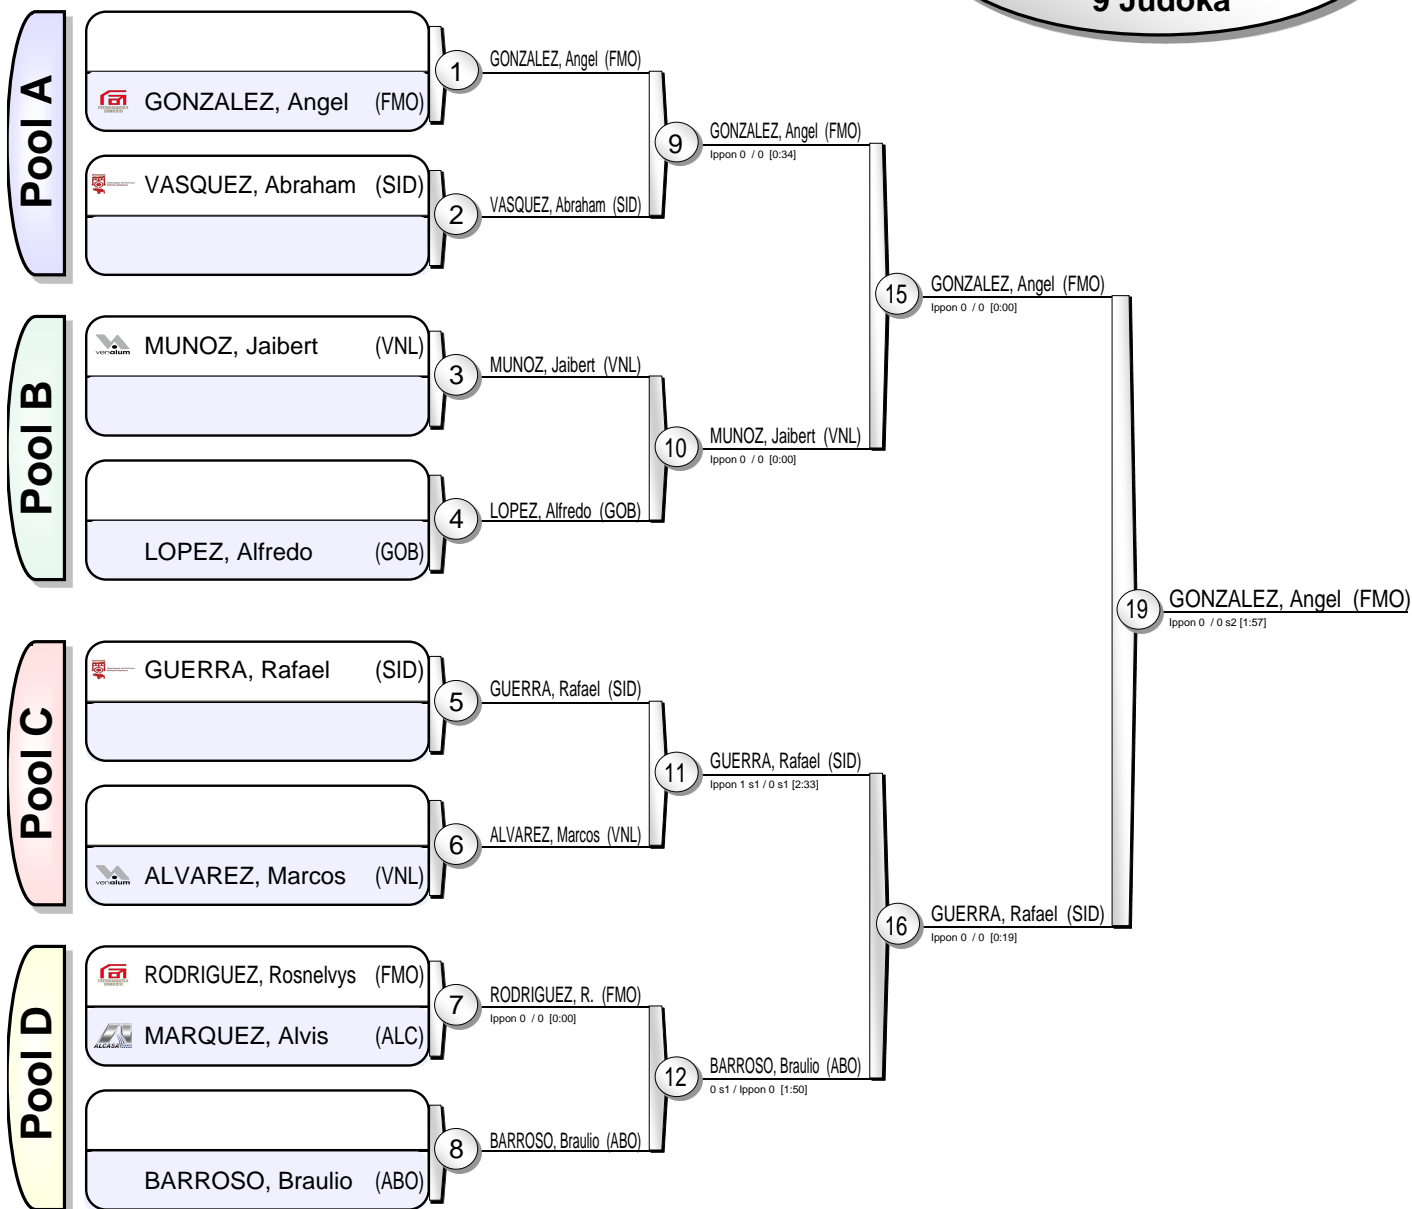 9 Judoka
Pool A
GONZALEZ, Angel (FMO)
VASQUEZ, Abraham (SID)
1
GONZALEZ, Angel (FMO)
2
VASQUEZ, Abraham (SID)
9
GONZALEZ, Angel (FMO)
Ippon 0 / 0 [0:34]
Pool B
venalum
MUNOZ, Jaibert (VNL)
LOPEZ, Alfredo (GOB)
3
MUNOZ, Jaibert (VNL)
4
LOPEZ, Alfredo (GOB)
10
MUNOZ, Jaibert (VNL)
Ippon 0 / 0 [0:00]
15
GONZALEZ, Angel (FMO)
Ippon 0 / 0 [0:00]
Pool C
GUERRA, Rafael (SID)
venalum
ALVAREZ, Marcos (VNL)
5
GUERRA, Rafael (SID)
6
ALVAREZ, Marcos (VNL)
11
GUERRA, Rafael (SID)
Ippon 1 s1 / 0 s1 [2:33]
Pool D
RODRIGUEZ, Rosnelvys (FMO)
ALCASA
MARQUEZ, Alvis (ALC)
BARROSO, Braulio (ABO)
7
RODRIGUEZ, R. (FMO)
Ippon 0 / 0 [0:00]
8
BARROSO, Braulio (ABO)
12
BARROSO, Braulio (ABO)
0 s1 / Ippon 0 [1:50]
16
GUERRA, Rafael (SID)
Ippon 0 / 0 [0:19]
19
GONZALEZ, Angel (FMO)
Ippon 0 / 0 s2 [1:57]